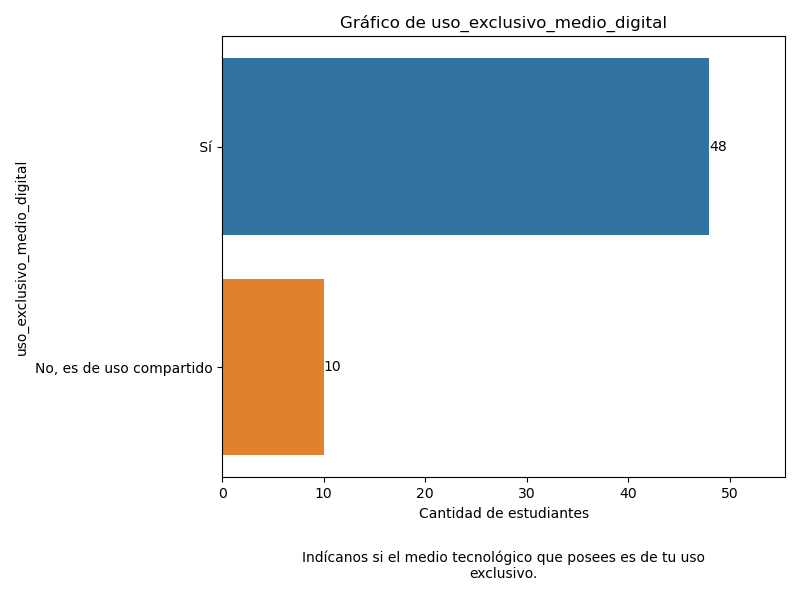 Gráfico de uso_exclusivo_medio_digital
uso_exclusivo_medio_digital
Sí
48
No, es de uso compartido
10
0 10 20 30 40 50
Cantidad de estudiantes
Indícanos si el medio tecnológico que posees es de tu uso
exclusivo.